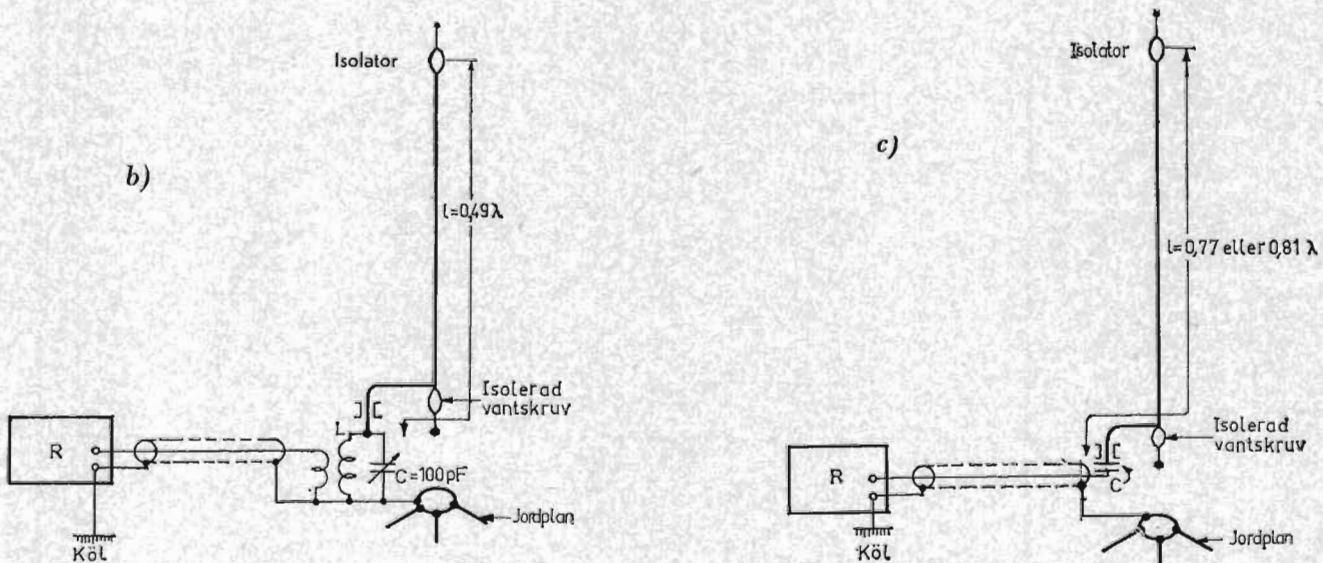 b)
Isolator
l=0,49λ
Isolerad
vantskruv
L
R
C=100pF
Jordplan
Köl
c)
Isolator
l=0,77 eller 0,81 λ
Isolerad
vantskruv
R
C
Jordplan
Köl